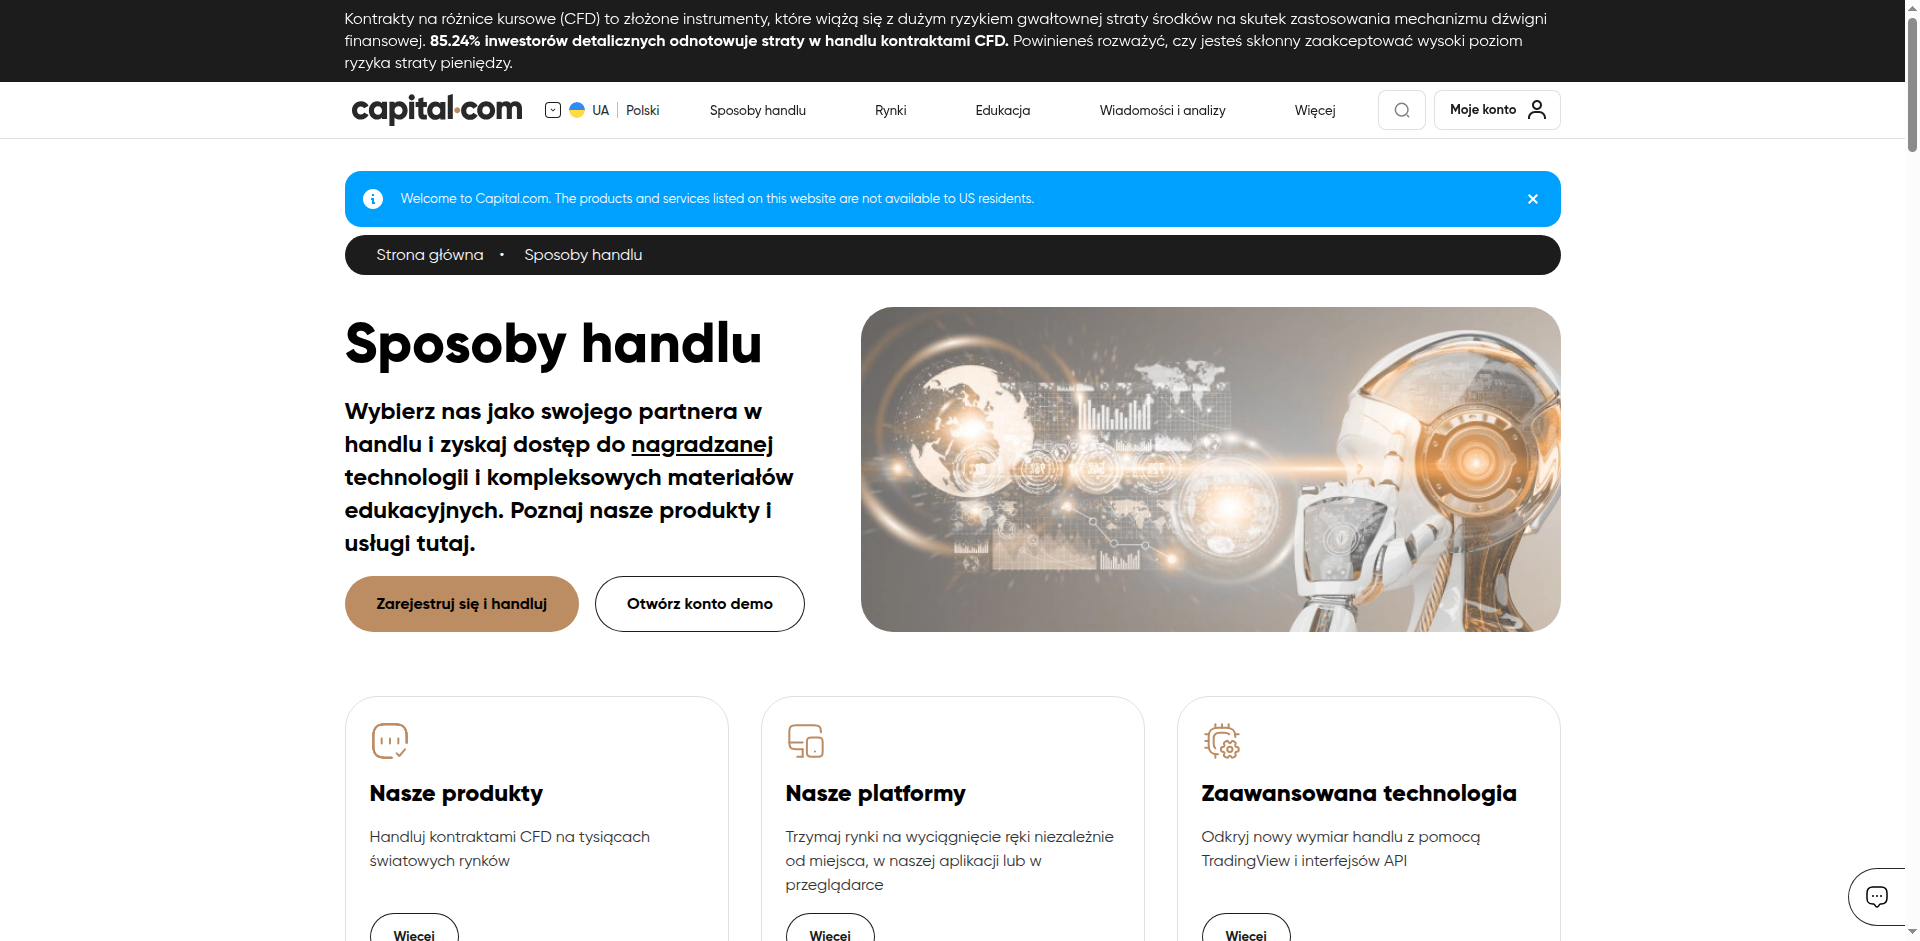 Kontrakty na różnice kursowe (CFD) to złożone instrumenty, które wiążą się z dużym ryzykiem gwałtownej straty środków na skutek zastosowania mechanizmu dźwigni
finansowej. 85.24% inwestorów detalicznych odnotowuje straty w handlu kontraktami CFD. Powinieneś rozważyć, czy jesteś skłonny zaakceptować wysoki poziom
ryzyka straty pieniędzy.
capital.com
UA | Polski
Sposoby handlu
Rynki
Edukacja
Wiadomości i analizy
Więcej
Moje konto
Welcome to Capital.com. The products and services listed on this website are not available to US residents.
Strona główna • Sposoby handlu
Sposoby handlu
Wybierz nas jako swojego partnera w
handlu i zyskaj dostęp do nagradzanej
technologii i kompleksowych materiałów
edukacyjnych. Poznaj nasze produkty i
usługi tutaj.
Zarejestruj się i handluj
Otwórz konto demo
Nasze produkty
Handluj kontraktami CFD na tysiącach
światowych rynków
Więcej
Nasze platformy
Trzymaj rynki na wyciągnięcie ręki niezależnie
od miejsca, w naszej aplikacji lub w
przeglądarce
Więcej
Zaawansowana technologia
Odkryj nowy wymiar handlu z pomocą
TradingView i interfejsów API
Więcej